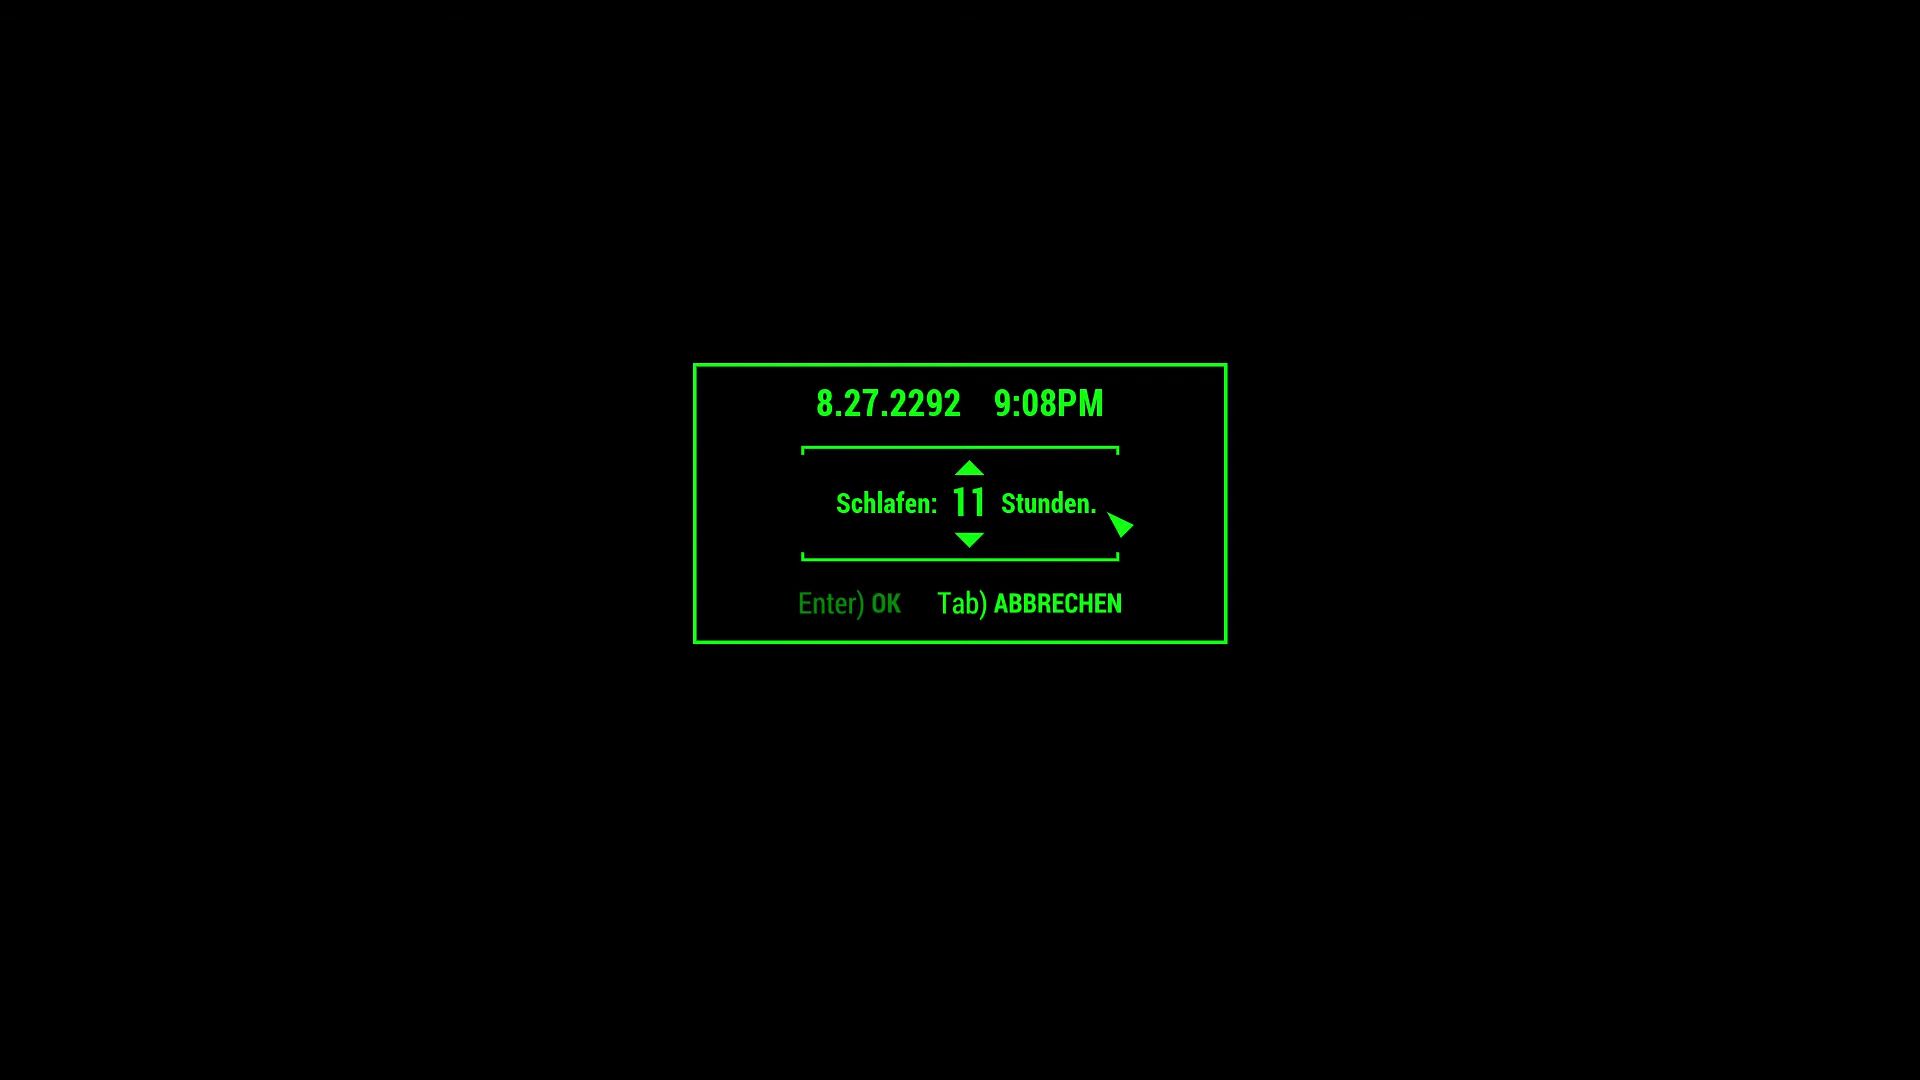 8.27.2292 9:08PM
Schlafen: 11 Stunden.
Enter) OK Tab) ABBRECHEN